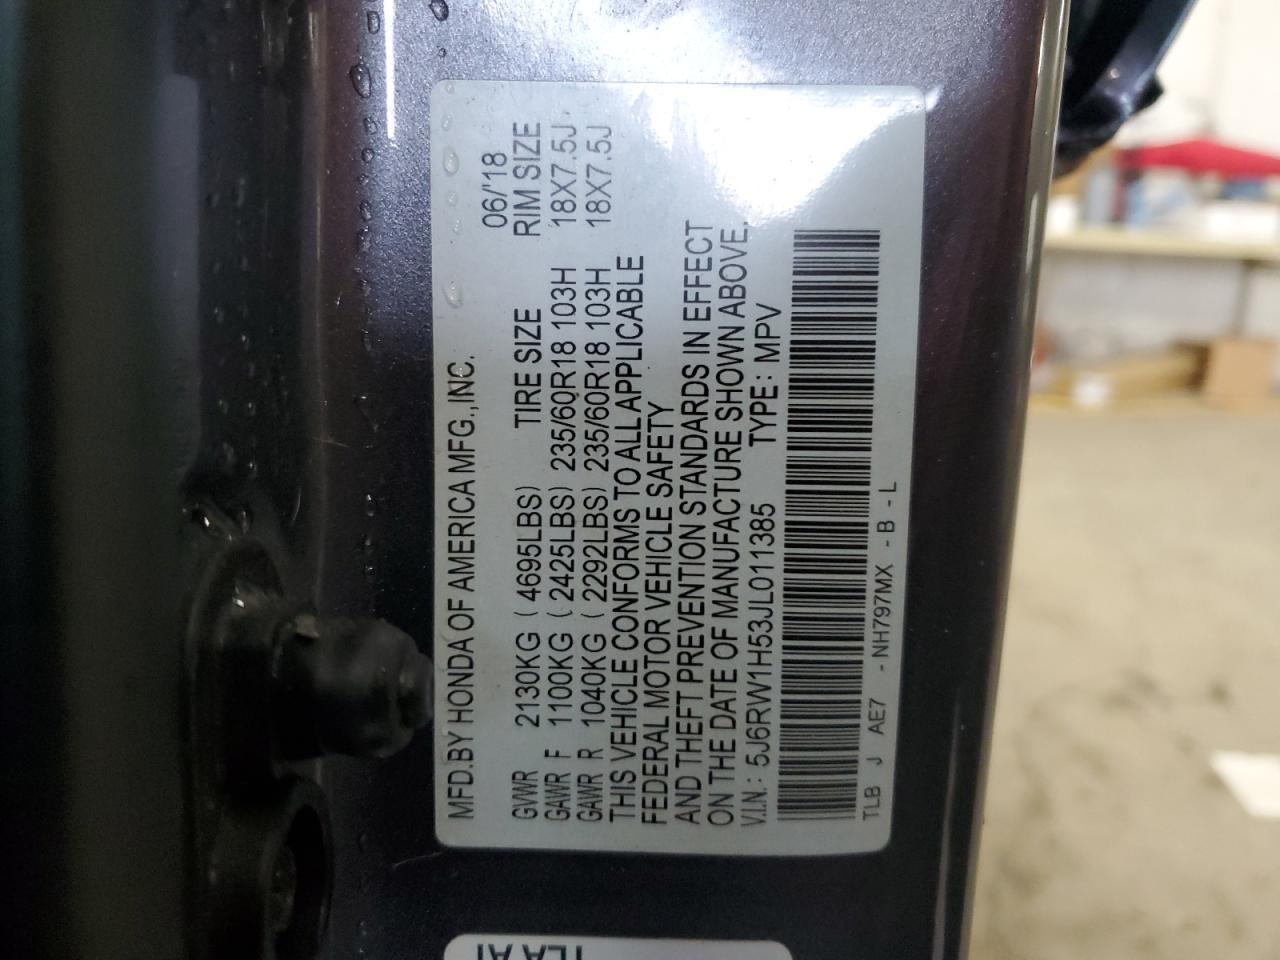 MFD.BY HONDA OF AMERICA MFG.,INC. 06/'18
GVWR 2130KG ( 4695LBS) TIRE SIZE RIM SIZE
GAWR F 1100KG ( 2425LBS) 235/60R18 103H 18X7.5J
GAWR R 1040KG ( 2292LBS) 235/60R18 103H 18X7.5J
THIS VEHICLE CONFORMS TO ALL APPLICABLE
FEDERAL MOTOR VEHICLE SAFETY
AND THEFT PREVENTION STANDARDS IN EFFECT
ON THE DATE OF MANUFACTURE SHOWN ABOVE.
V.I.N.: 5J6RW1H53JL011385 TYPE: MPV
TLB J AE7 - NH797MX - B - L